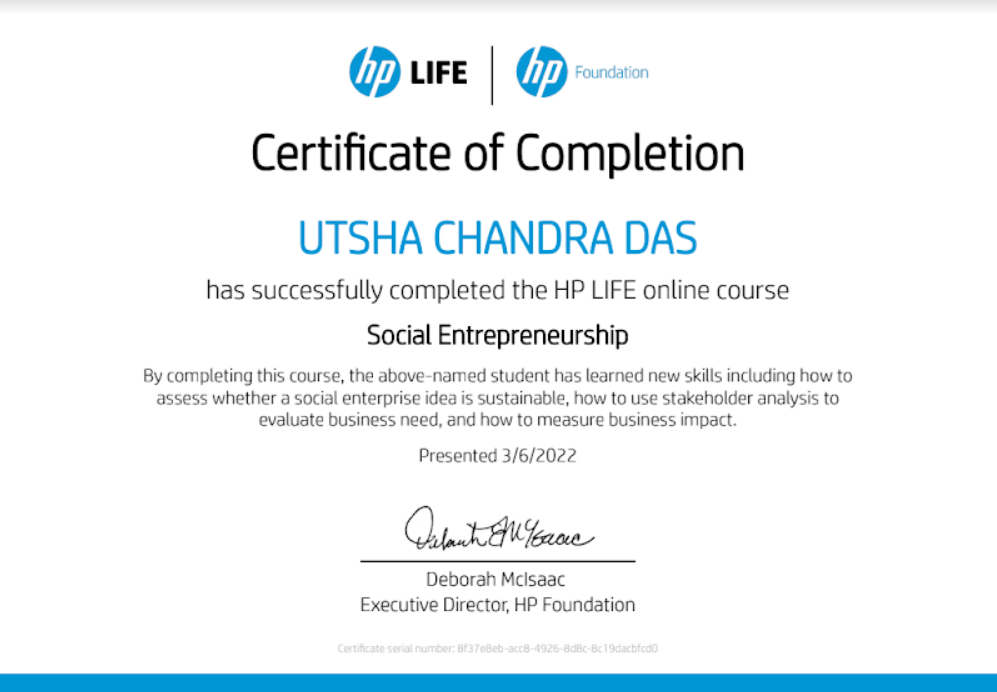 hp LIFE | hp Foundation
Certificate of Completion
UTSHA CHANDRA DAS
has successfully completed the HP LIFE online course
Social Entrepreneurship
By completing this course, the above-named student has learned new skills including how to
assess whether a social enterprise idea is sustainable, how to use stakeholder analysis to
evaluate business need, and how to measure business impact.
Presented 3/6/2022
Deborah McIsaac
Executive Director, HP Foundation
Certificate serial number: 8f37e8eb-acc8-4926-8d8c-8c19dacbfcd0